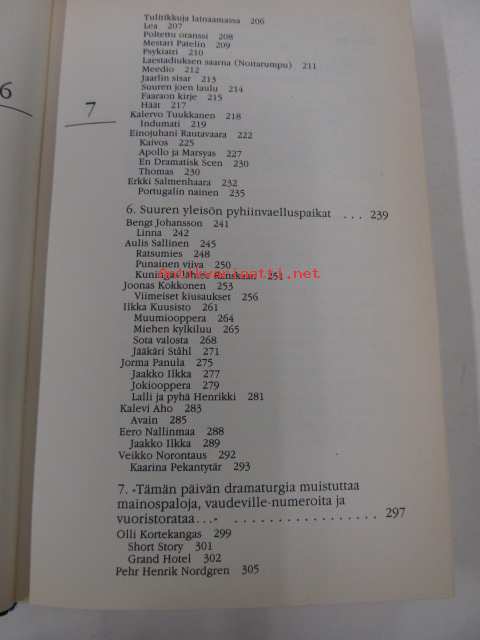 Tulitikkuja lainaamassa 206
Lea 207
Poltettu oranssi 208
Mestari Patelin 209
Psykiatri 210
Laestadiuksen saarna (Noitarumpu) 211
Meedio 212
Jaarlin sisar 213
Suuren joen laulu 214
Faaraon kirje 215
Häät 217
Kalervo Tuukkanen 218
Indumati 219
Einojuhani Rautavaara 222
Kaivos 225
Apollo ja Marsyas 227
En Dramatisk Scen 230
Thomas 230
Erkki Salmenhaara 232
Portugalin nainen 235
6
7
6. Suuren yleisön pyhiinvaelluspaikat . . . 239
Bengt Johansson 241
Linna 242
Aulis Sallinen 245
Ratsumies 248
Punainen viiva 250
Kuningas lähtee Ranskaan 251
Joonas Kokkonen 253
Viimeiset kiusaukset 256
Ilkka Kuusisto 261
Muumiooppera 264
Miehen kylkiluu 265
Sota valosta 268
Jääkäri Ståhl 271
Jorma Panula 275
Jaakko Ilkka 277
Jokiooppera 279
Lalli ja pyhä Henrikki 281
Kalevi Aho 283
Avain 285
Eero Nallinmaa 288
Jaakko Ilkka 289
Veikko Norontaus 292
Kaarina Pekantytär 293
7. »Tämän päivän dramaturgia muistuttaa
mainospaloja, vaudeville-numeroita ja
vuoristorataa...» . . . . . . . . . . . . . . . . . . 297
Olli Kortekangas 299
Short Story 301
Grand Hotel 302
Pehr Henrik Nordgren 305